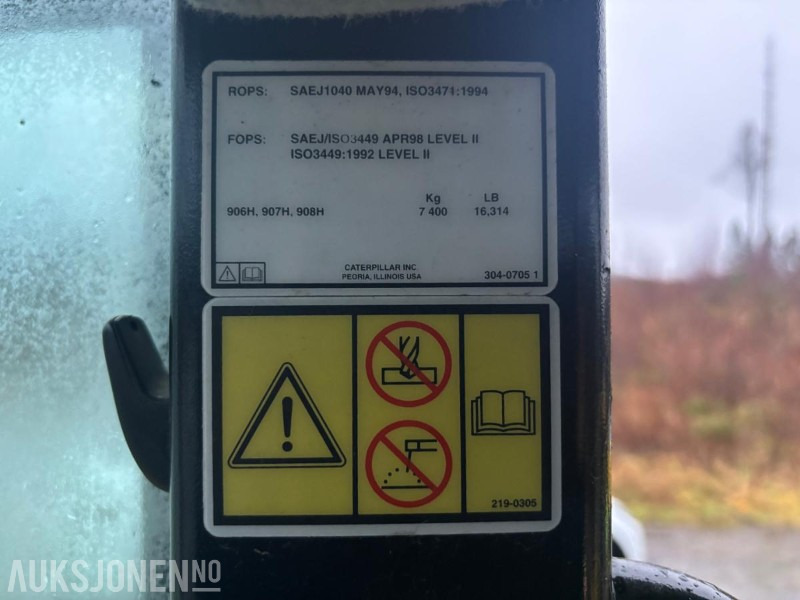 ROPS: SAEJ1040 MAY94, ISO3471:1994
FOPS: SAEJ/ISO3449 APR98 LEVEL II
ISO3449:1992 LEVEL II
Kg LB
906H, 907H, 908H 7 400 16,314
CATERPILLAR INC.
PEORIA, ILLINOIS USA
304-0705 1
219-0305
AUKSJONEN.NO